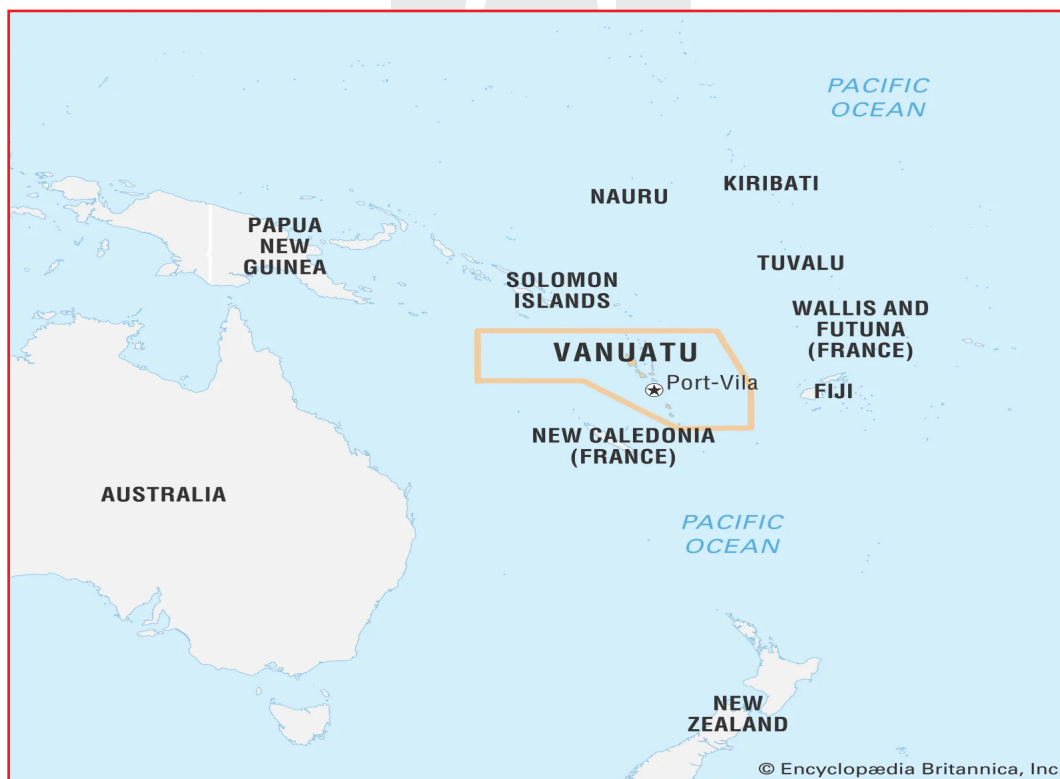 PACIFIC
OCEAN
KIRIBATI
NAURU
PAPUA
NEW
GUINEA
TUVALU
SOLOMON
ISLANDS
WALLIS AND
FUTUNA
(FRANCE)
VANUATU
Port-Vila
FIJI
NEW CALEDONIA
(FRANCE)
AUSTRALIA
PACIFIC
OCEAN
NEW
ZEALAND
© Encyclopædia Britannica, Inc